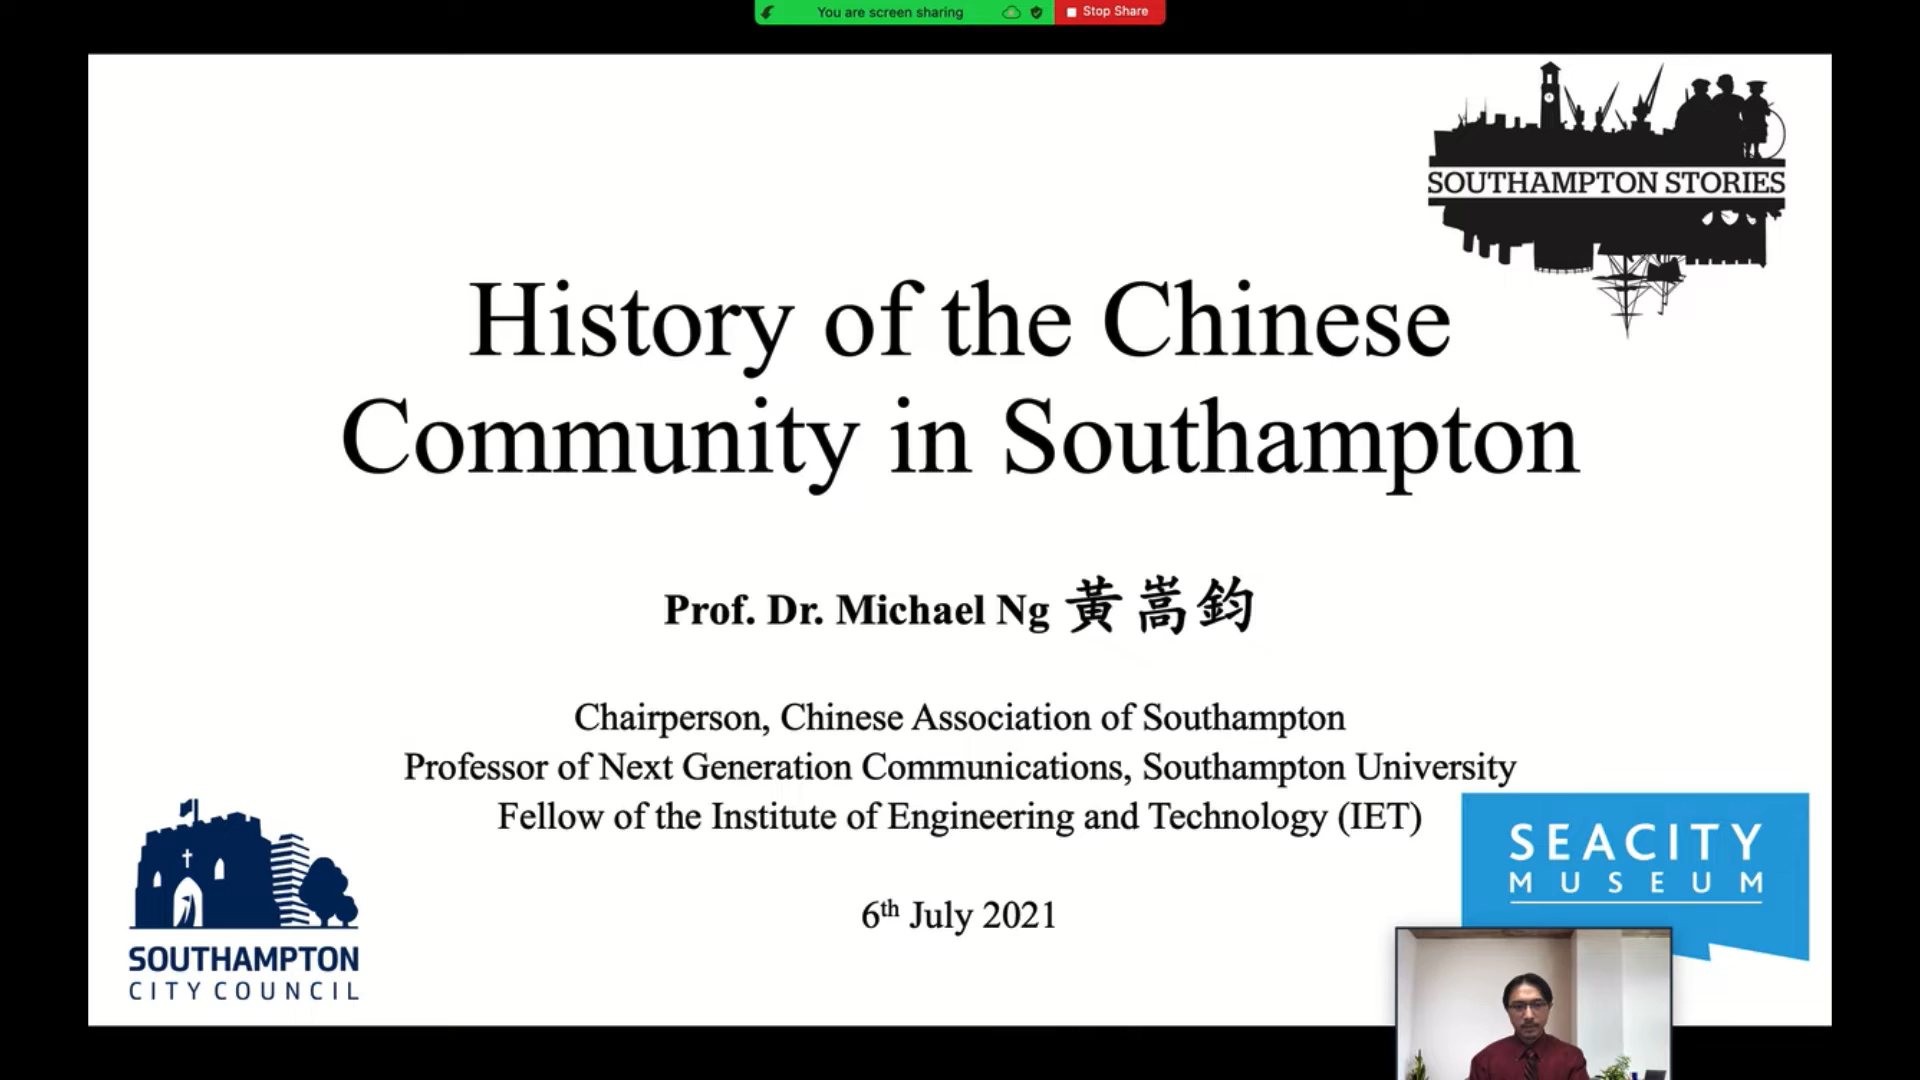 You are screen sharing
Stop Share
SOUTHAMPTON STORIES
History of the Chinese
Community in Southampton
Prof. Dr. Michael Ng 黃嵩鈞
Chairperson, Chinese Association of Southampton
Professor of Next Generation Communications, Southampton University
Fellow of the Institute of Engineering and Technology (IET)
6th July 2021
SOUTHAMPTON
CITY COUNCIL
SEACITY
MUSEUM